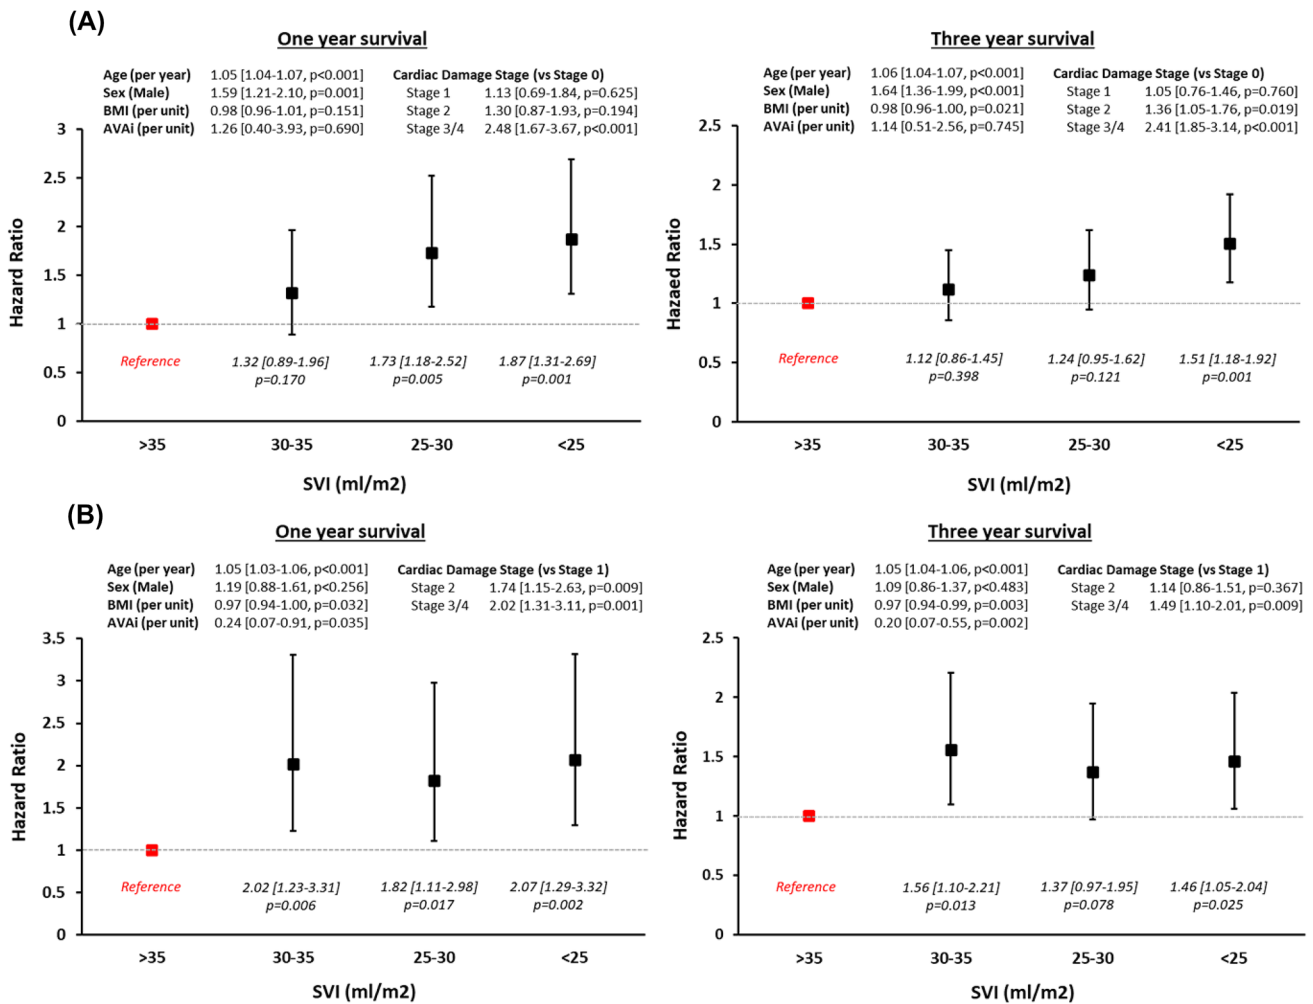 (A)
One year survival
Age (per year) 1.05 [1.04-1.07, p<0.001]
Sex (Male) 1.59 [1.21-2.10, p=0.001]
BMI (per unit) 0.98 [0.96-1.01, p=0.151]
AVAi (per unit) 1.26 [0.40-3.93, p=0.690]
Cardiac Damage Stage (vs Stage 0)
Stage 1 1.13 [0.69-1.84, p=0.625]
Stage 2 1.30 [0.87-1.93, p=0.194]
Stage 3/4 2.48 [1.67-3.67, p<0.001]
Hazard Ratio
3
2.5
2
1.5
1
0.5
0
Reference
1.32 [0.89-1.96]
p=0.170
1.73 [1.18-2.52]
p=0.005
1.87 [1.31-2.69]
p=0.001
>35 30-35 25-30 <25
SVI (ml/m2)
Three year survival
Age (per year) 1.06 [1.04-1.07, p<0.001]
Sex (Male) 1.64 [1.36-1.99, p<0.001]
BMI (per unit) 0.98 [0.96-1.00, p=0.021]
AVAi (per unit) 1.14 [0.51-2.56, p=0.745]
Cardiac Damage Stage (vs Stage 0)
Stage 1 1.05 [0.76-1.46, p=0.760]
Stage 2 1.36 [1.05-1.76, p=0.019]
Stage 3/4 2.41 [1.85-3.14, p<0.001]
Hazaed Ratio
2.5
2
1.5
1
0.5
0
Reference
1.12 [0.86-1.45]
p=0.398
1.24 [0.95-1.62]
p=0.121
1.51 [1.18-1.92]
p=0.001
>35 30-35 25-30 <25
SVI (ml/m2)
(B)
One year survival
Age (per year) 1.05 [1.03-1.06, p<0.001]
Sex (Male) 1.19 [0.88-1.61, p<0.256]
BMI (per unit) 0.97 [0.94-1.00, p=0.032]
AVAi (per unit) 0.24 [0.07-0.91, p=0.035]
Cardiac Damage Stage (vs Stage 1)
Stage 2 1.74 [1.15-2.63, p=0.009]
Stage 3/4 2.02 [1.31-3.11, p=0.001]
Hazard Ratio
3.5
3
2.5
2
1.5
1
0.5
0
Reference
2.02 [1.23-3.31]
p=0.006
1.82 [1.11-2.98]
p=0.017
2.07 [1.29-3.32]
p=0.002
>35 30-35 25-30 <25
SVI (ml/m2)
Three year survival
Age (per year) 1.05 [1.04-1.06, p<0.001]
Sex (Male) 1.09 [0.86-1.37, p<0.483]
BMI (per unit) 0.97 [0.94-0.99, p=0.003]
AVAi (per unit) 0.20 [0.07-0.55, p=0.002]
Cardiac Damage Stage (vs Stage 1)
Stage 2 1.14 [0.86-1.51, p=0.367]
Stage 3/4 1.49 [1.10-2.01, p=0.009]
Hazard Ratio
2.5
2
1.5
1
0.5
0
Reference
1.56 [1.10-2.21]
p=0.013
1.37 [0.97-1.95]
p=0.078
1.46 [1.05-2.04]
p=0.025
>35 30-35 25-30 <25
SVI (ml/m2)